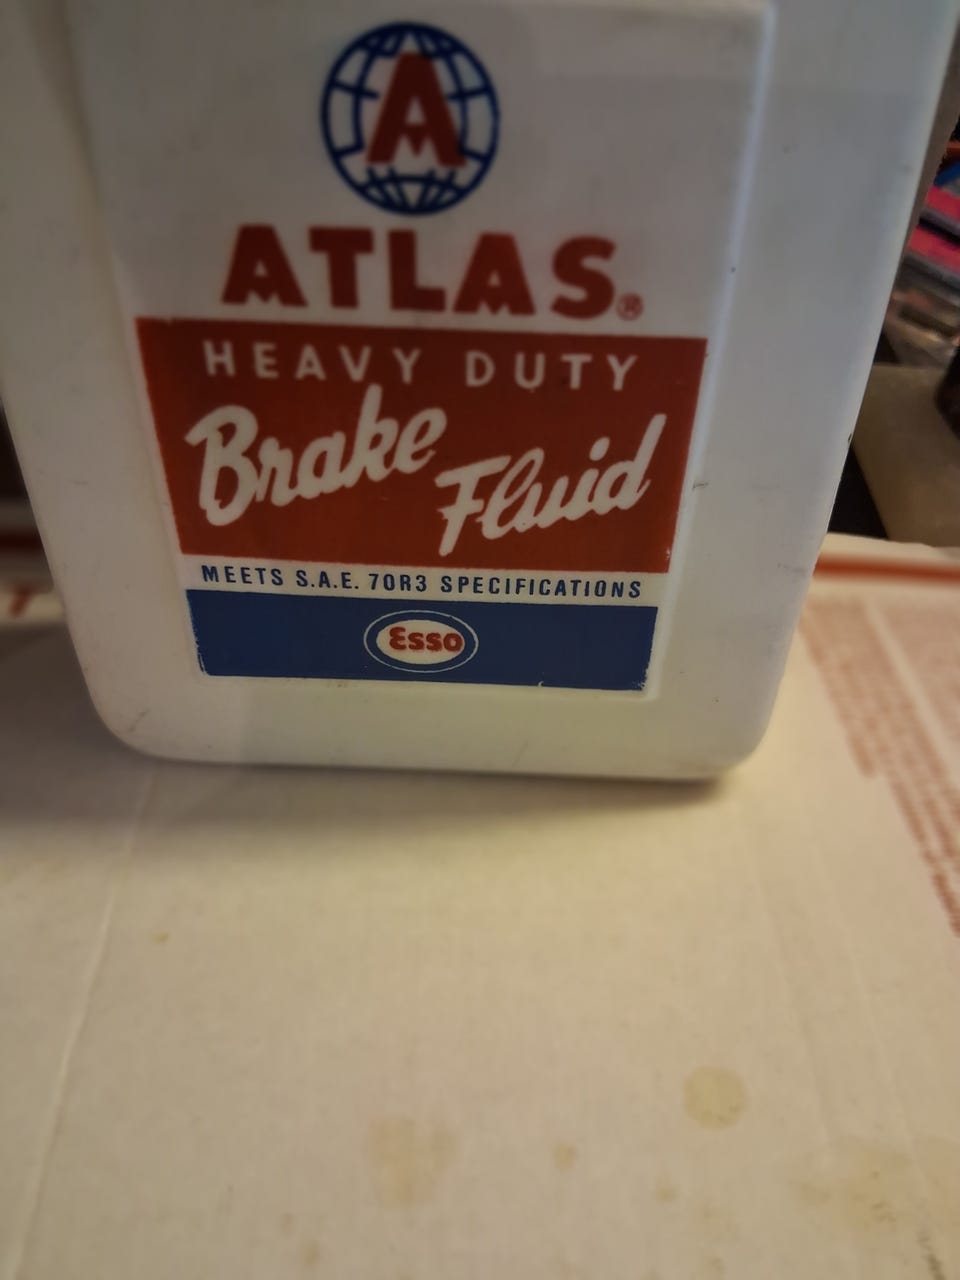 A
ATLAS®
HEAVY DUTY
Brake
Fluid
MEETS S.A.E. 70R3 SPECIFICATIONS
Esso